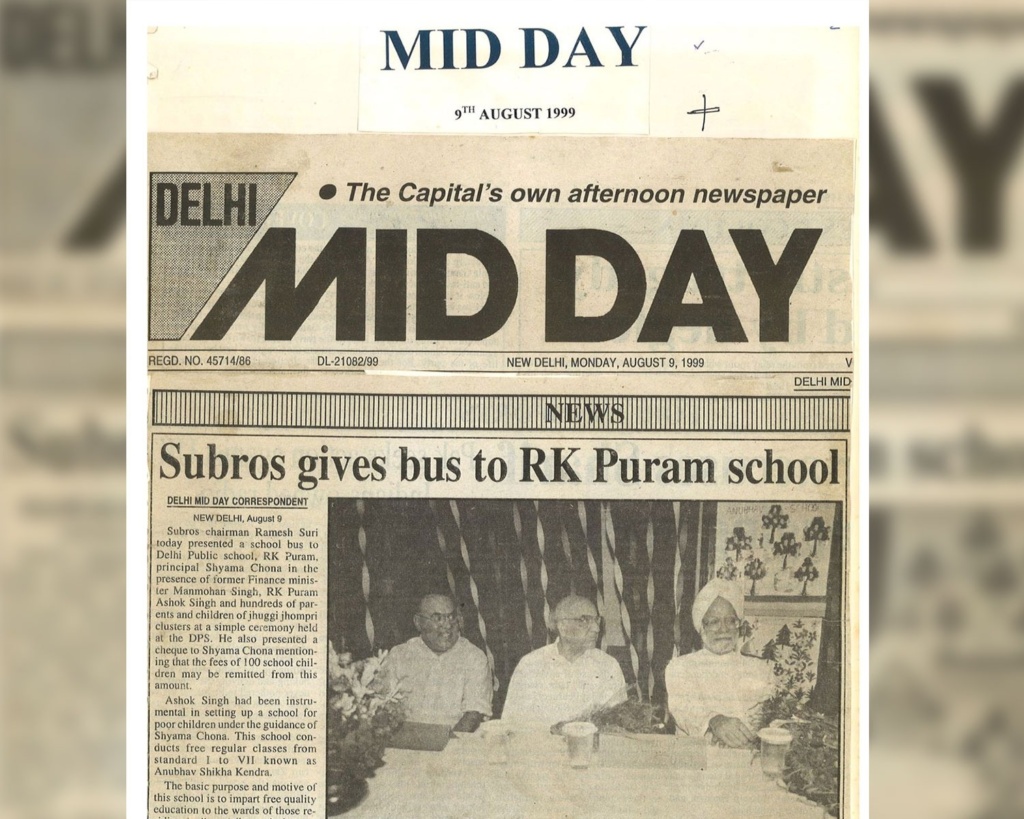 MID DAY
9TH AUGUST 1999
DELHI
● The Capital's own afternoon newspaper
MID DAY
REGD. NO. 45714/86 DL-21082/99 NEW DELHI, MONDAY, AUGUST 9, 1999 V
DELHI MID
NEWS
Subros gives bus to RK Puram school
DELHI MID DAY CORRESPONDENT
NEW DELHI, August 9
Subros chairman Ramesh Suri
today presented a school bus to
Delhi Public school, RK Puram,
principal Shyama Chona in the
presence of former Finance minis-
ter Manmohan Singh, RK Puram
Ashok Singh and hundreds of par-
ents and children of jhuggi jhompri
clusters at a simple ceremony held
at the DPS. He also presented a
cheque to Shyama Chona mention-
ing that the fees of 100 school chil-
dren may be remitted from this
amount.
Ashok Singh had been instru-
mental in setting up a school for
poor children under the guidance of
Shyama Chona. This school con-
ducts free regular classes from
standard I to VII known as
Anubhav Shikha Kendra.
The basic purpose and motive of
this school is to impart free quality
education to the wards of those re-
ANUBHAV SCHOOL